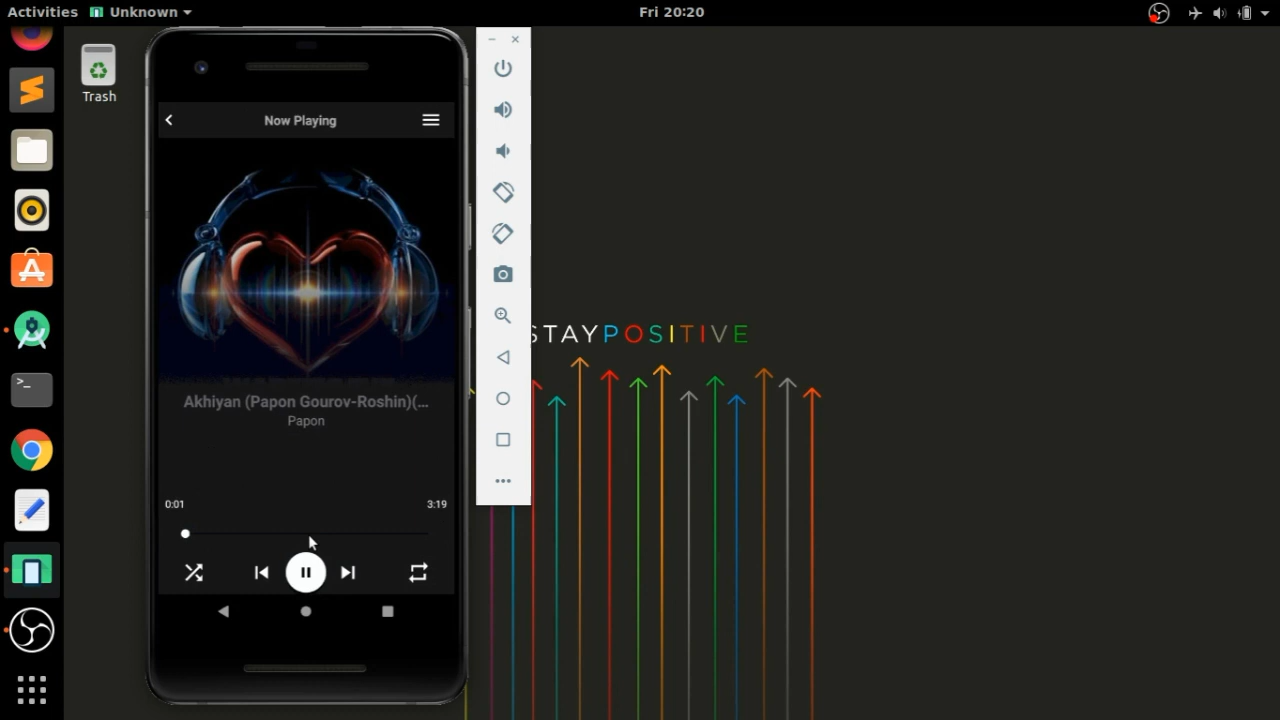 Activities
Unknown
Fri 20:20
Trash
Now Playing
STAYPOSITIVE
Akhiyan (Papon Gourov-Roshin)(…
Papon
0:01
3:19